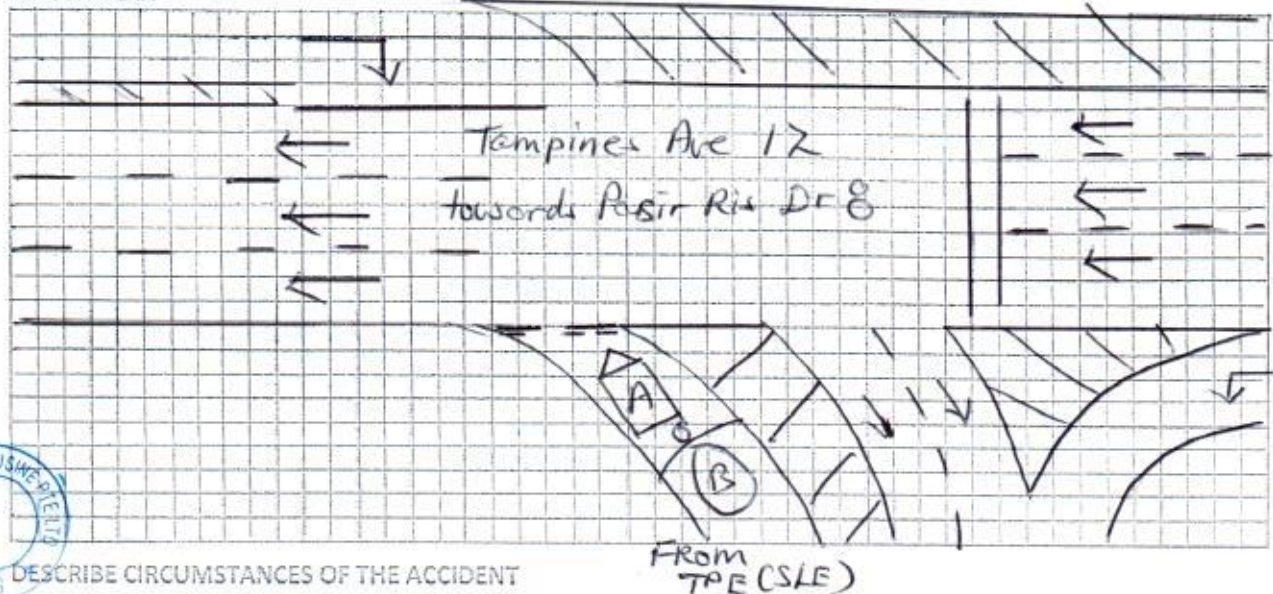 Tampines Ave 12
towards Pasir Ris Dr 8
A
B
FROM
TPE (SLE)
DESCRIBE CIRCUMSTANCES OF THE ACCIDENT